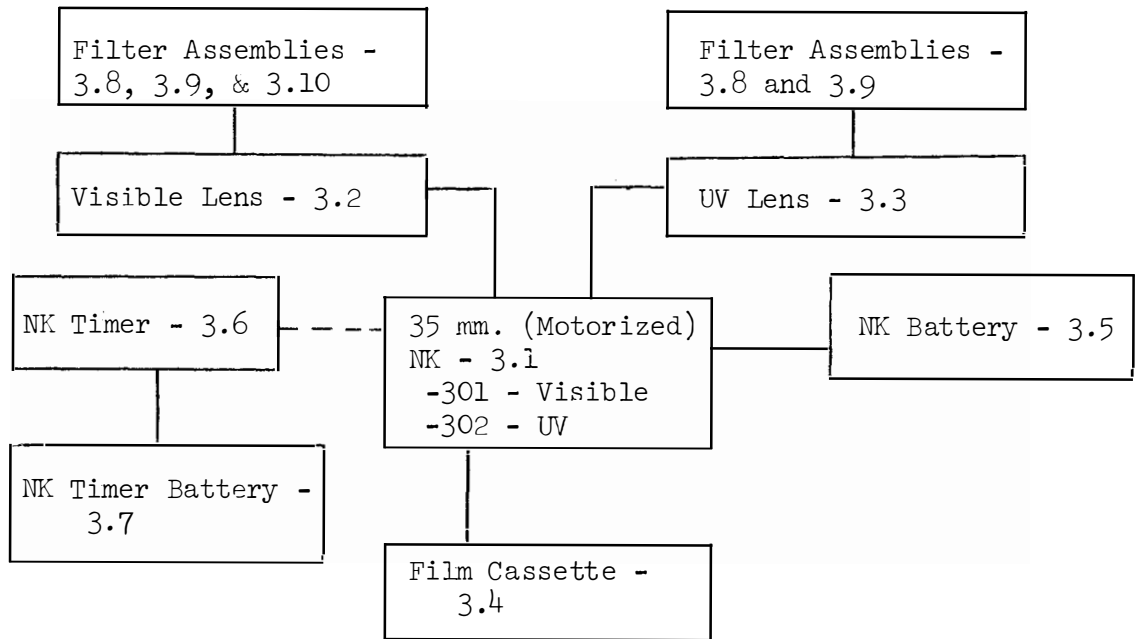 Filter Assemblies -
3.8, 3.9, & 3.10
Filter Assemblies -
3.8 and 3.9
Visible Lens - 3.2
UV Lens - 3.3
NK Timer - 3.6
35 mm. (Motorized)
NK - 3.1
-301 - Visible
-302 - UV
NK Battery - 3.5
NK Timer Battery -
3.7
Film Cassette -
3.4